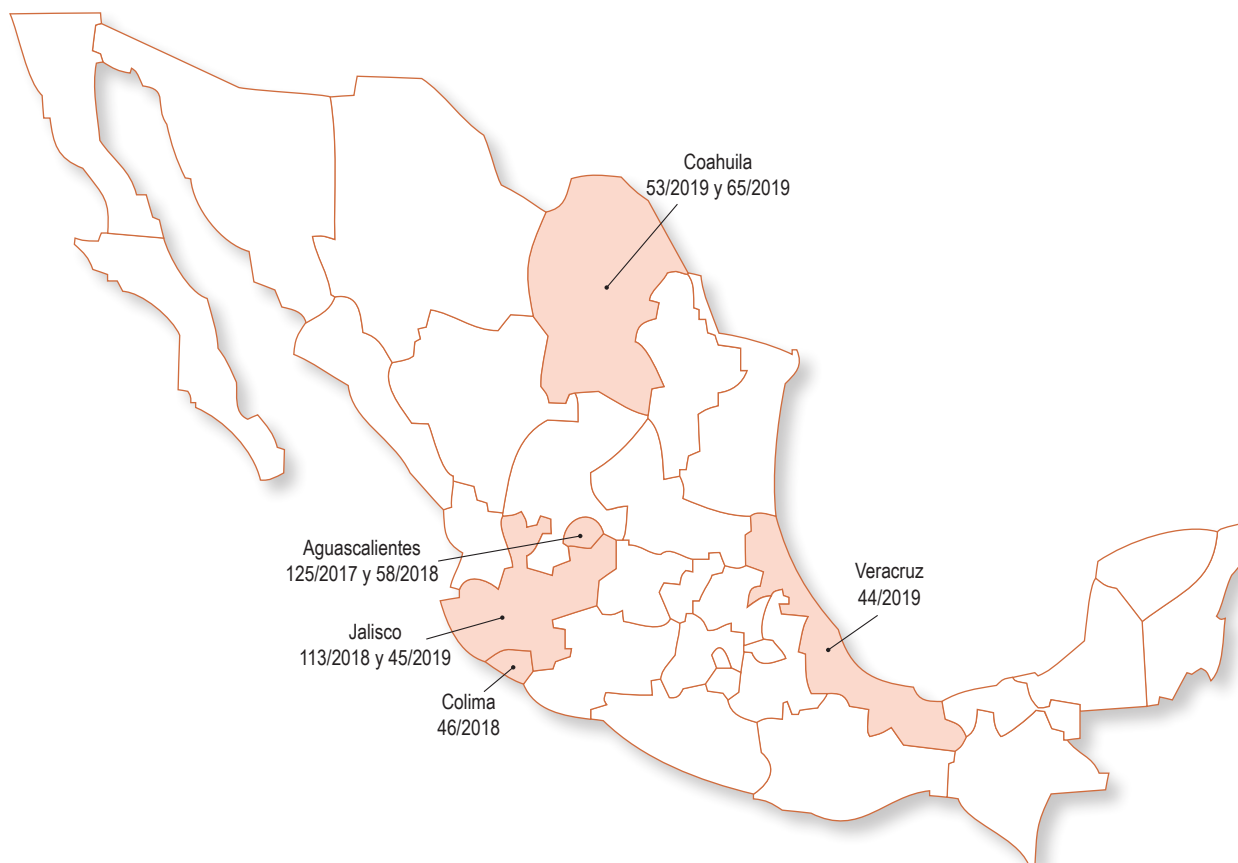 Coahuila
53/2019 y 65/2019
Aguascalientes
125/2017 y 58/2018
Veracruz
44/2019
Jalisco
113/2018 y 45/2019
Colima
46/2018